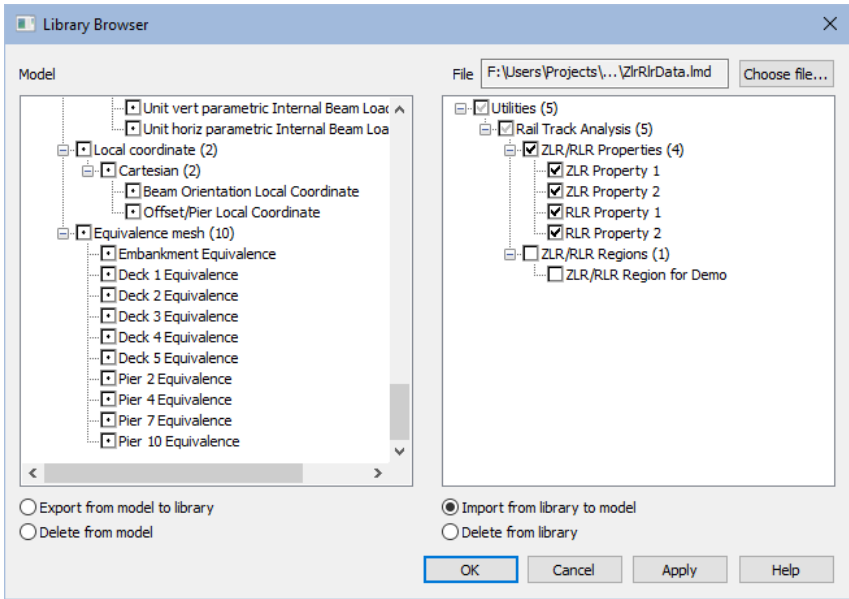 Library Browser
Model
File F:\Users\Projects\...\ZlrRlrData.lmd Choose file...
Unit vert parametric Internal Beam Loac
Unit horiz parametric Internal Beam Loa
Local coordinate (2)
Cartesian (2)
Beam Orientation Local Coordinate
Offset/Pier Local Coordinate
Equivalence mesh (10)
Embankment Equivalence
Deck 1 Equivalence
Deck 2 Equivalence
Deck 3 Equivalence
Deck 4 Equivalence
Deck 5 Equivalence
Pier 2 Equivalence
Pier 4 Equivalence
Pier 7 Equivalence
Pier 10 Equivalence
Utilities (5)
Rail Track Analysis (5)
ZLR/RLR Properties (4)
ZLR Property 1
ZLR Property 2
RLR Property 1
RLR Property 2
ZLR/RLR Regions (1)
ZLR/RLR Region for Demo
Export from model to library
Delete from model
Import from library to model
Delete from library
OK Cancel Apply Help